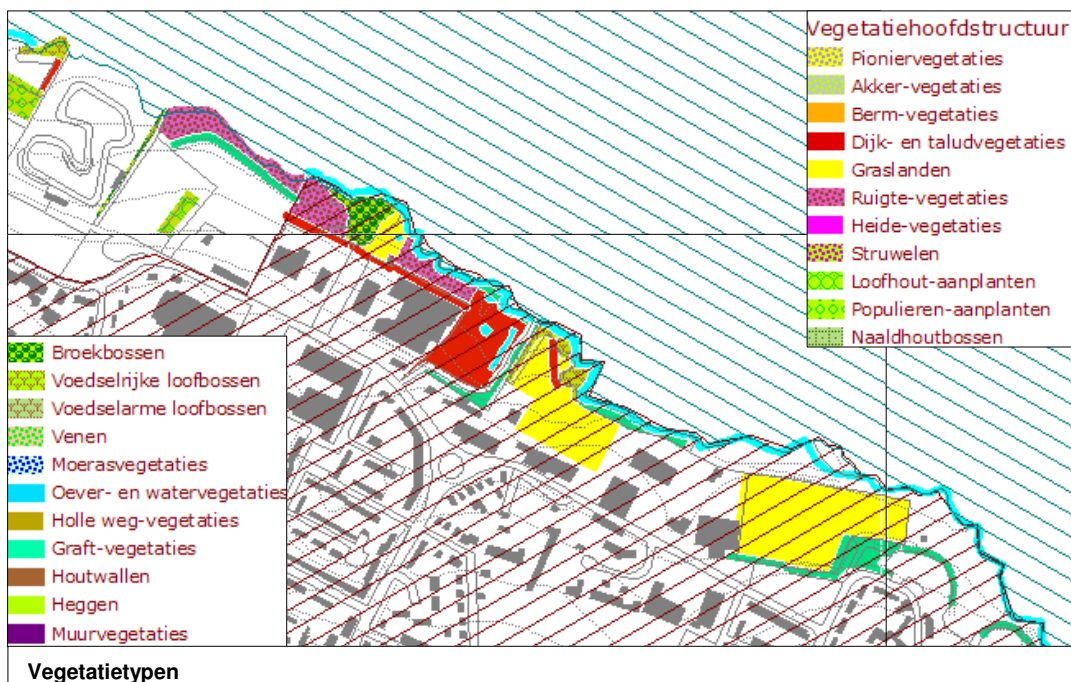 Vegetatiehoofdstructuur
Pioniervegetaties
Akker-vegetaties
Berm-vegetaties
Dijk- en taludvegetaties
Graslanden
Ruigte-vegetaties
Heide-vegetaties
Struwelen
Loofhout-aanplanten
Populieren-aanplanten
Naaldhoutbossen
Broekbossen
Voedselrijke loofbossen
Voedselarme loofbossen
Venen
Moerasvegetaties
Oever- en watervegetaties
Holle weg-vegetaties
Graft-vegetaties
Houtwallen
Heggen
Muurvegetaties
Vegetatietypen